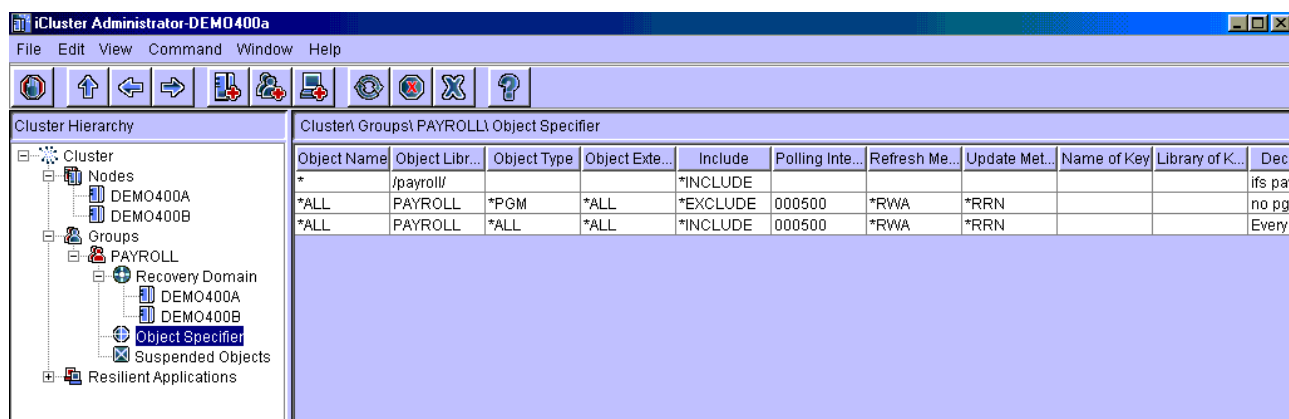 iCluster Administrator-DEMO400a
File Edit View Command Window Help
Cluster Hierarchy
Cluster\ Groups\ PAYROLL\ Object Specifier
Cluster
Nodes
DEMO400A
DEMO400B
Groups
PAYROLL
Recovery Domain
DEMO400A
DEMO400B
Object Specifier
Suspended Objects
Resilient Applications
Object Name Object Libr... Object Type Object Exte... Include Polling Inte... Refresh Me... Update Met... Name of Key Library of K... Dec
* /payroll/ *INCLUDE ifs pa
*ALL PAYROLL *PGM *ALL *EXCLUDE 000500 *RWA *RRN no pg
*ALL PAYROLL *ALL *ALL *INCLUDE 000500 *RWA *RRN Every